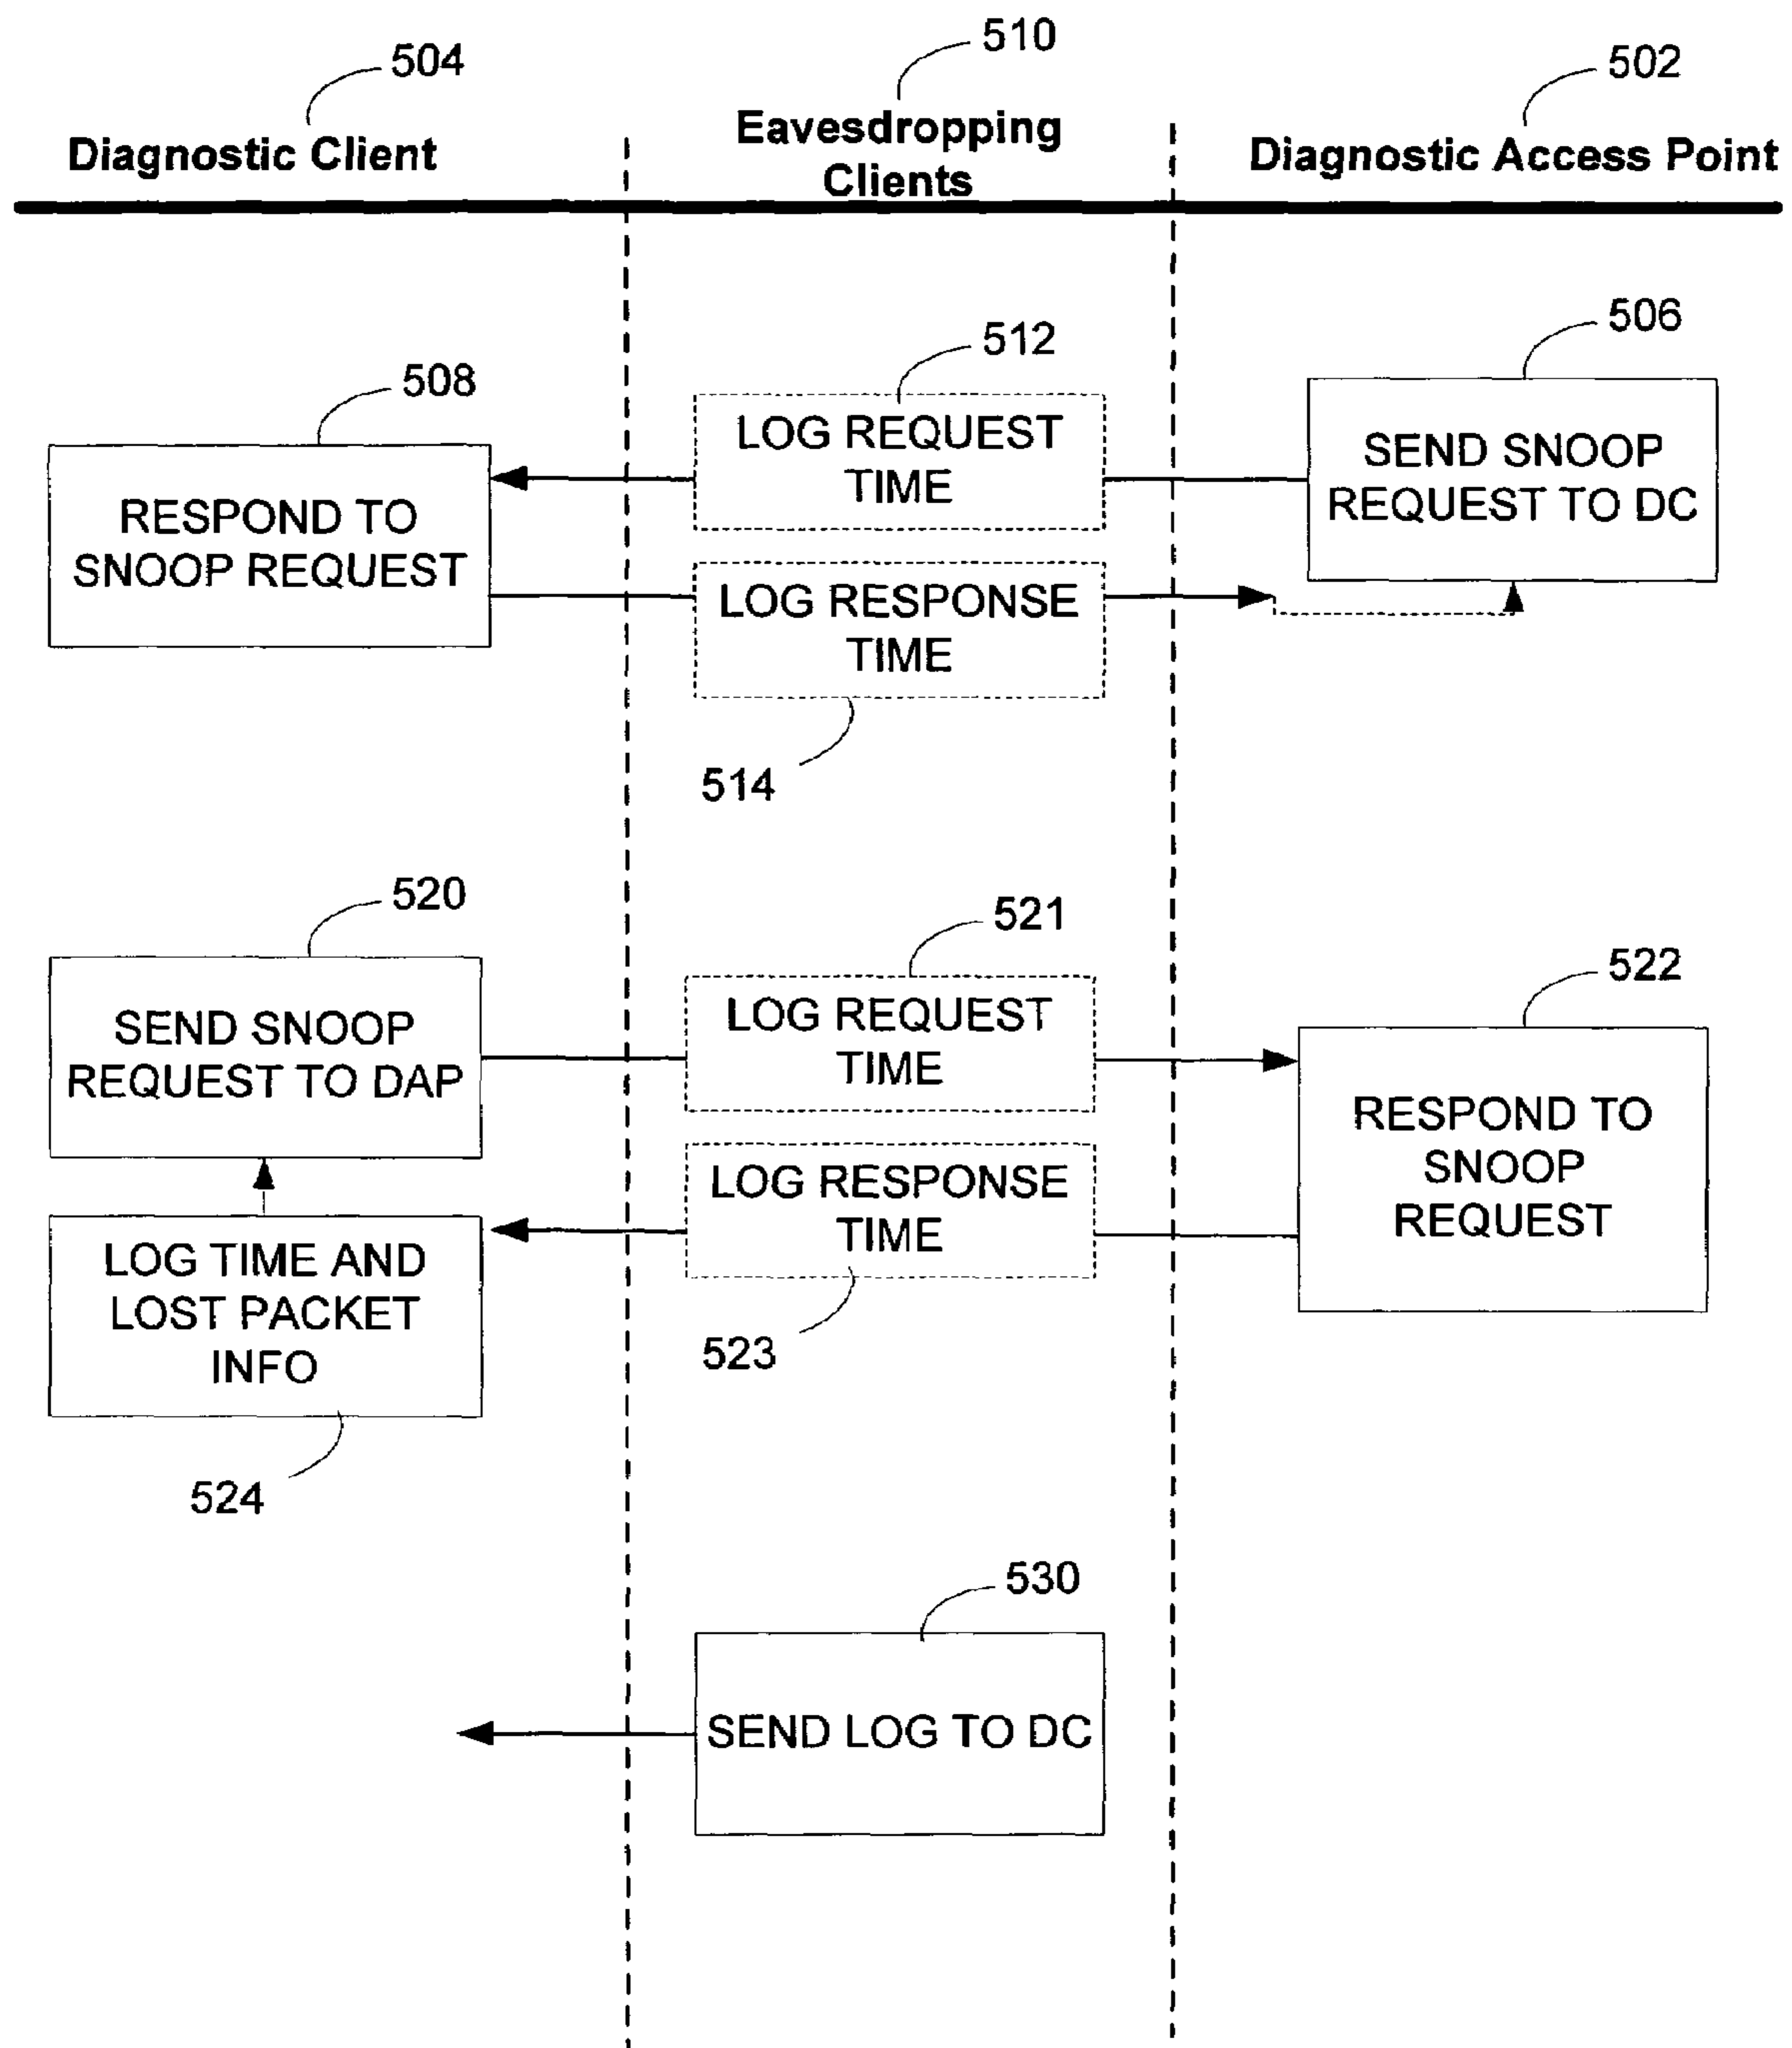 504
510
502
Diagnostic Client
Eavesdropping
Clients
Diagnostic Access Point
508
512
506
RESPOND TO
SNOOP REQUEST
LOG REQUEST
TIME
SEND SNOOP
REQUEST TO DC
LOG RESPONSE
TIME
514
520
521
522
SEND SNOOP
REQUEST TO DAP
LOG REQUEST
TIME
RESPOND TO
SNOOP
REQUEST
LOG TIME AND
LOST PACKET
INFO
LOG RESPONSE
TIME
523
524
530
SEND LOG TO DC